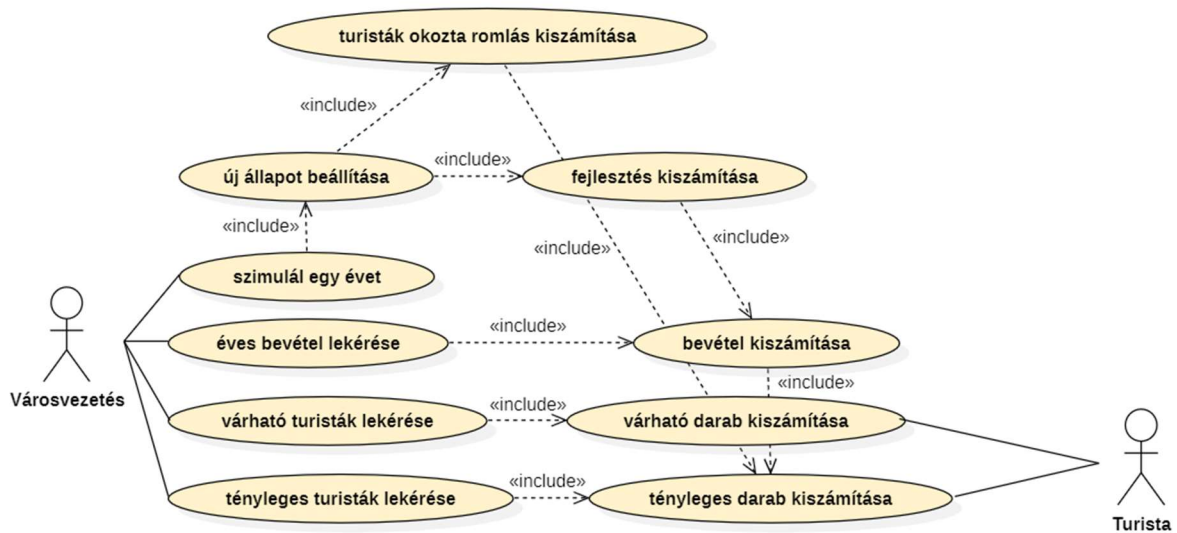 turisták okozta romlás kiszámítása
«include»
új állapot beállítása
«include»
fejlesztés kiszámítása
«include»
«include»
«include»
szimulál egy évet
éves bevétel lekérése
«include»
bevétel kiszámítása
Városvezetés
«include»
várható turisták lekérése
«include»
várható darab kiszámítása
tényleges turisták lekérése
«include»
tényleges darab kiszámítása
Turista